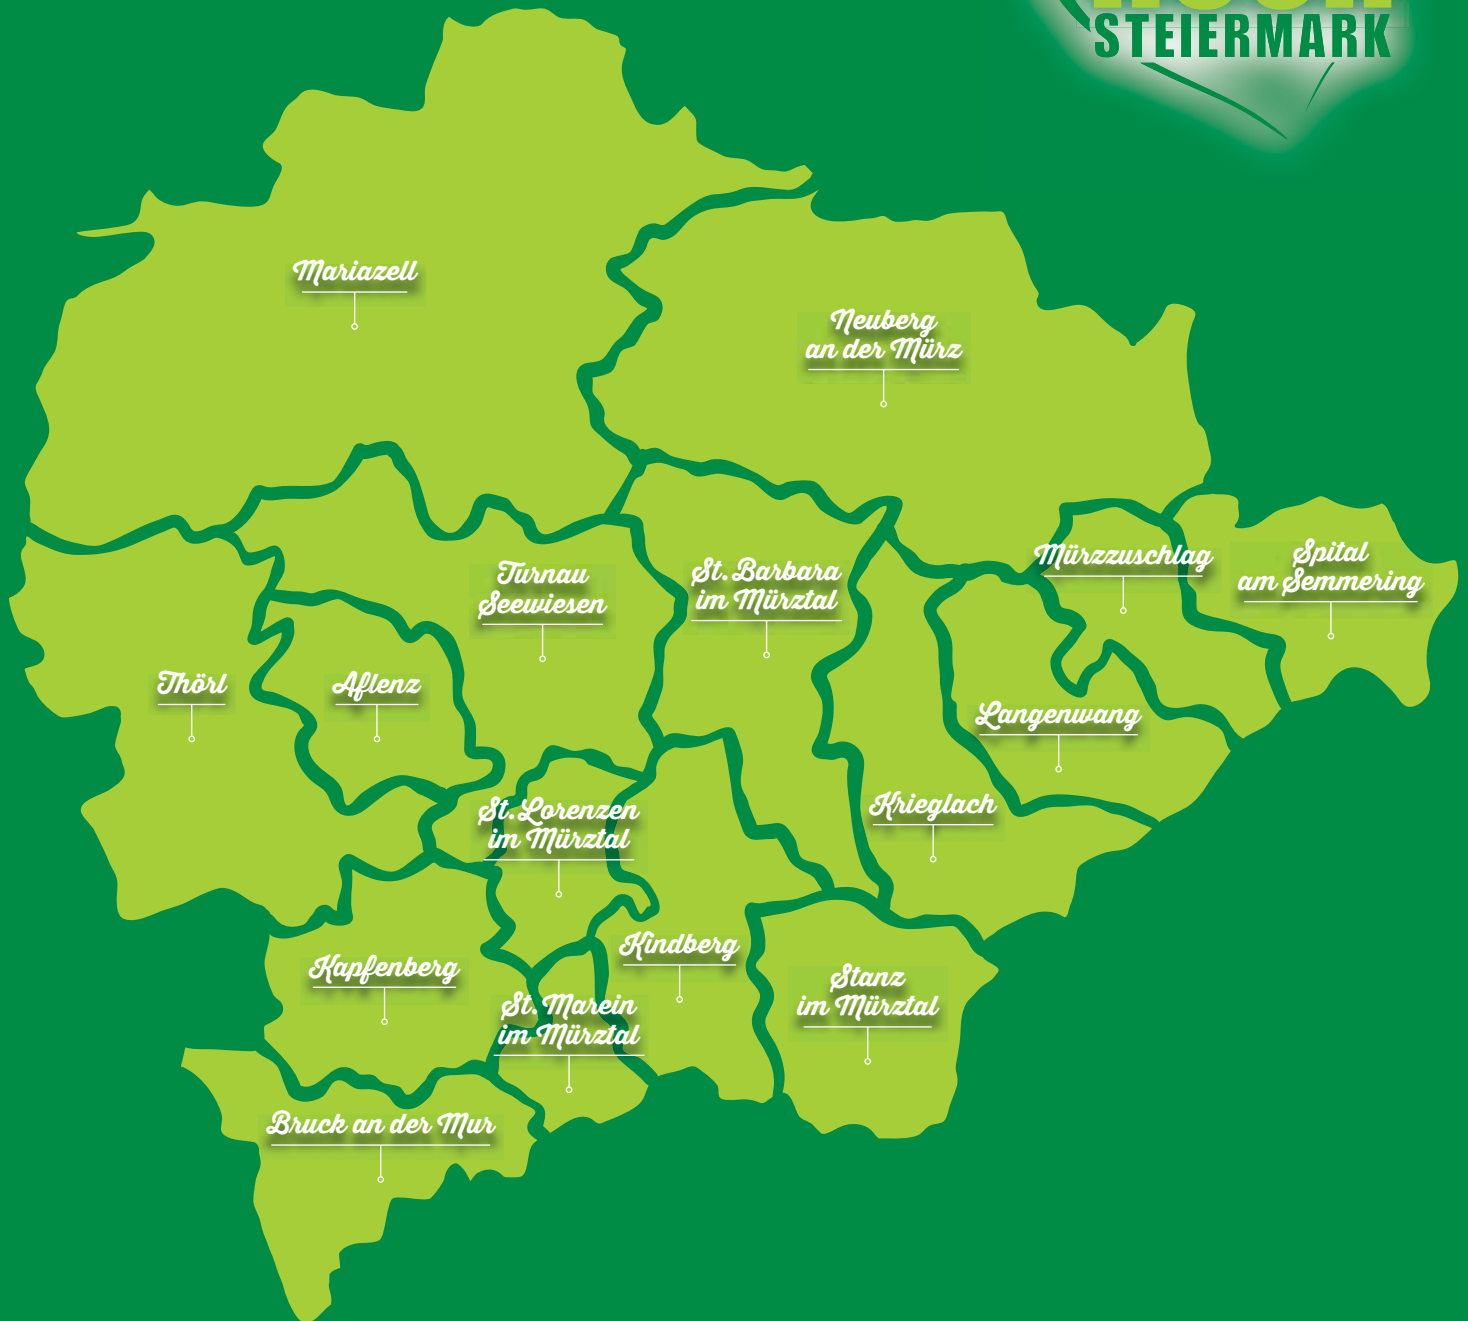 STEIERMARK
Mariazell
Neuberg
an der Mürz
Mürzzuschlag
Spital
am Semmering
Turnau
Seewiesen
St. Barbara
im Mürztal
Thörl
Aflenz
Langenwang
St. Lorenzen
im Mürztal
Krieglach
Kapfenberg
Kindberg
Stanz
im Mürztal
St. Marein
im Mürztal
Bruck an der Mur